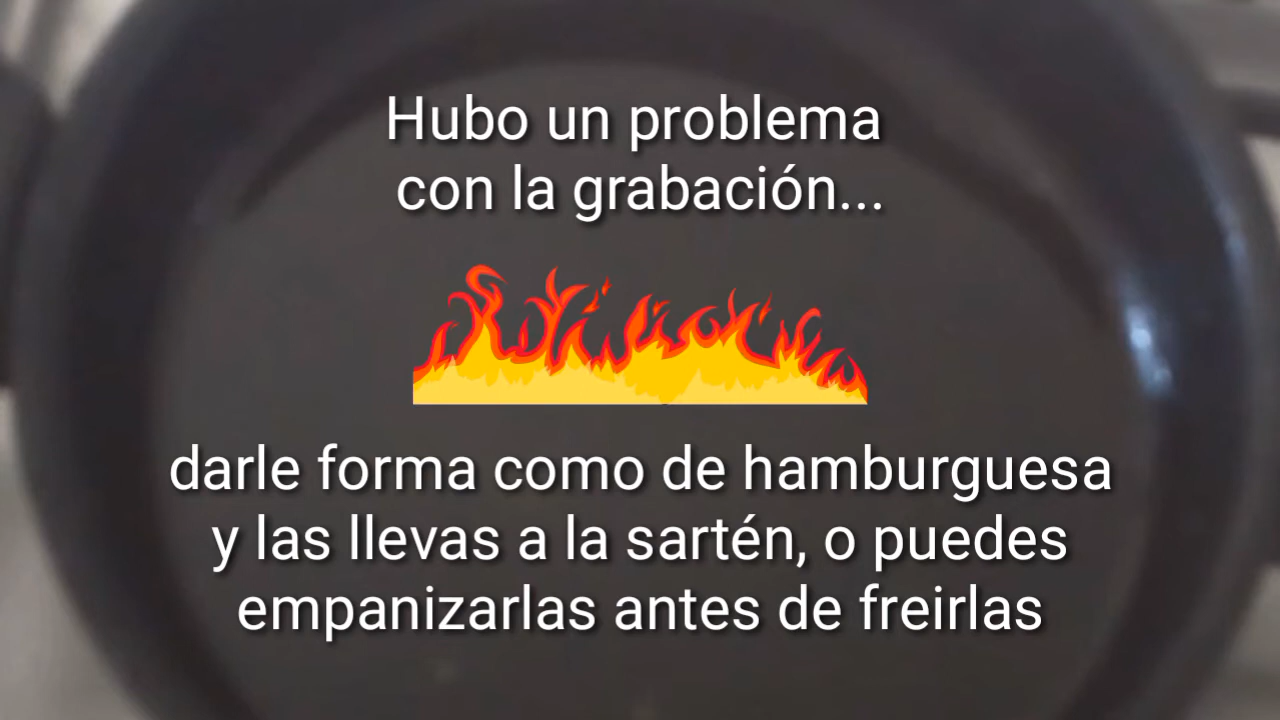 Hubo un problema
con la grabación...
darle forma como de hamburguesa
y las llevas a la sartén, o puedes
empanizarlas antes de freirlas